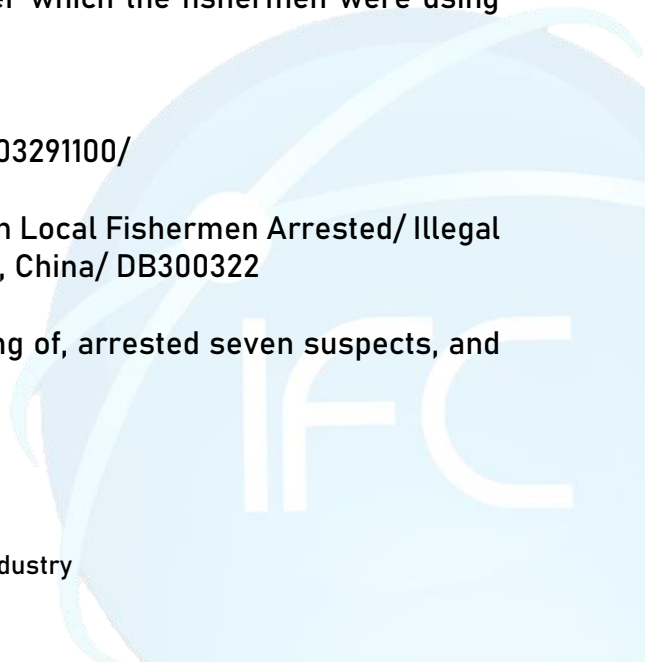 er which the fishermen were using
03291100/
n Local Fishermen Arrested/ Illegal
, China/ DB300322
ng of, arrested seven suspects, and
IFC
dustry